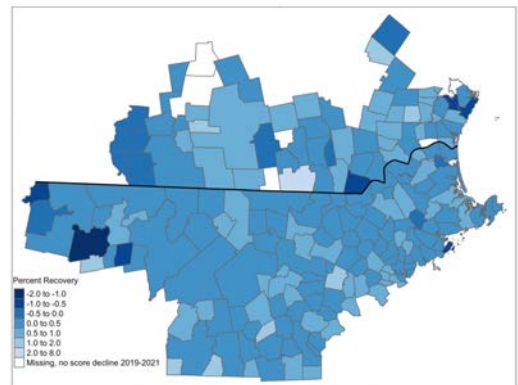 Percent Recovery
-2.0 to -1.0
-1.0 to -0.5
-0.5 to 0.0
0.0 to 0.5
0.5 to 1.0
1.0 to 2.0
2.0 to 8.0
Missing, no score decline 2019-2021